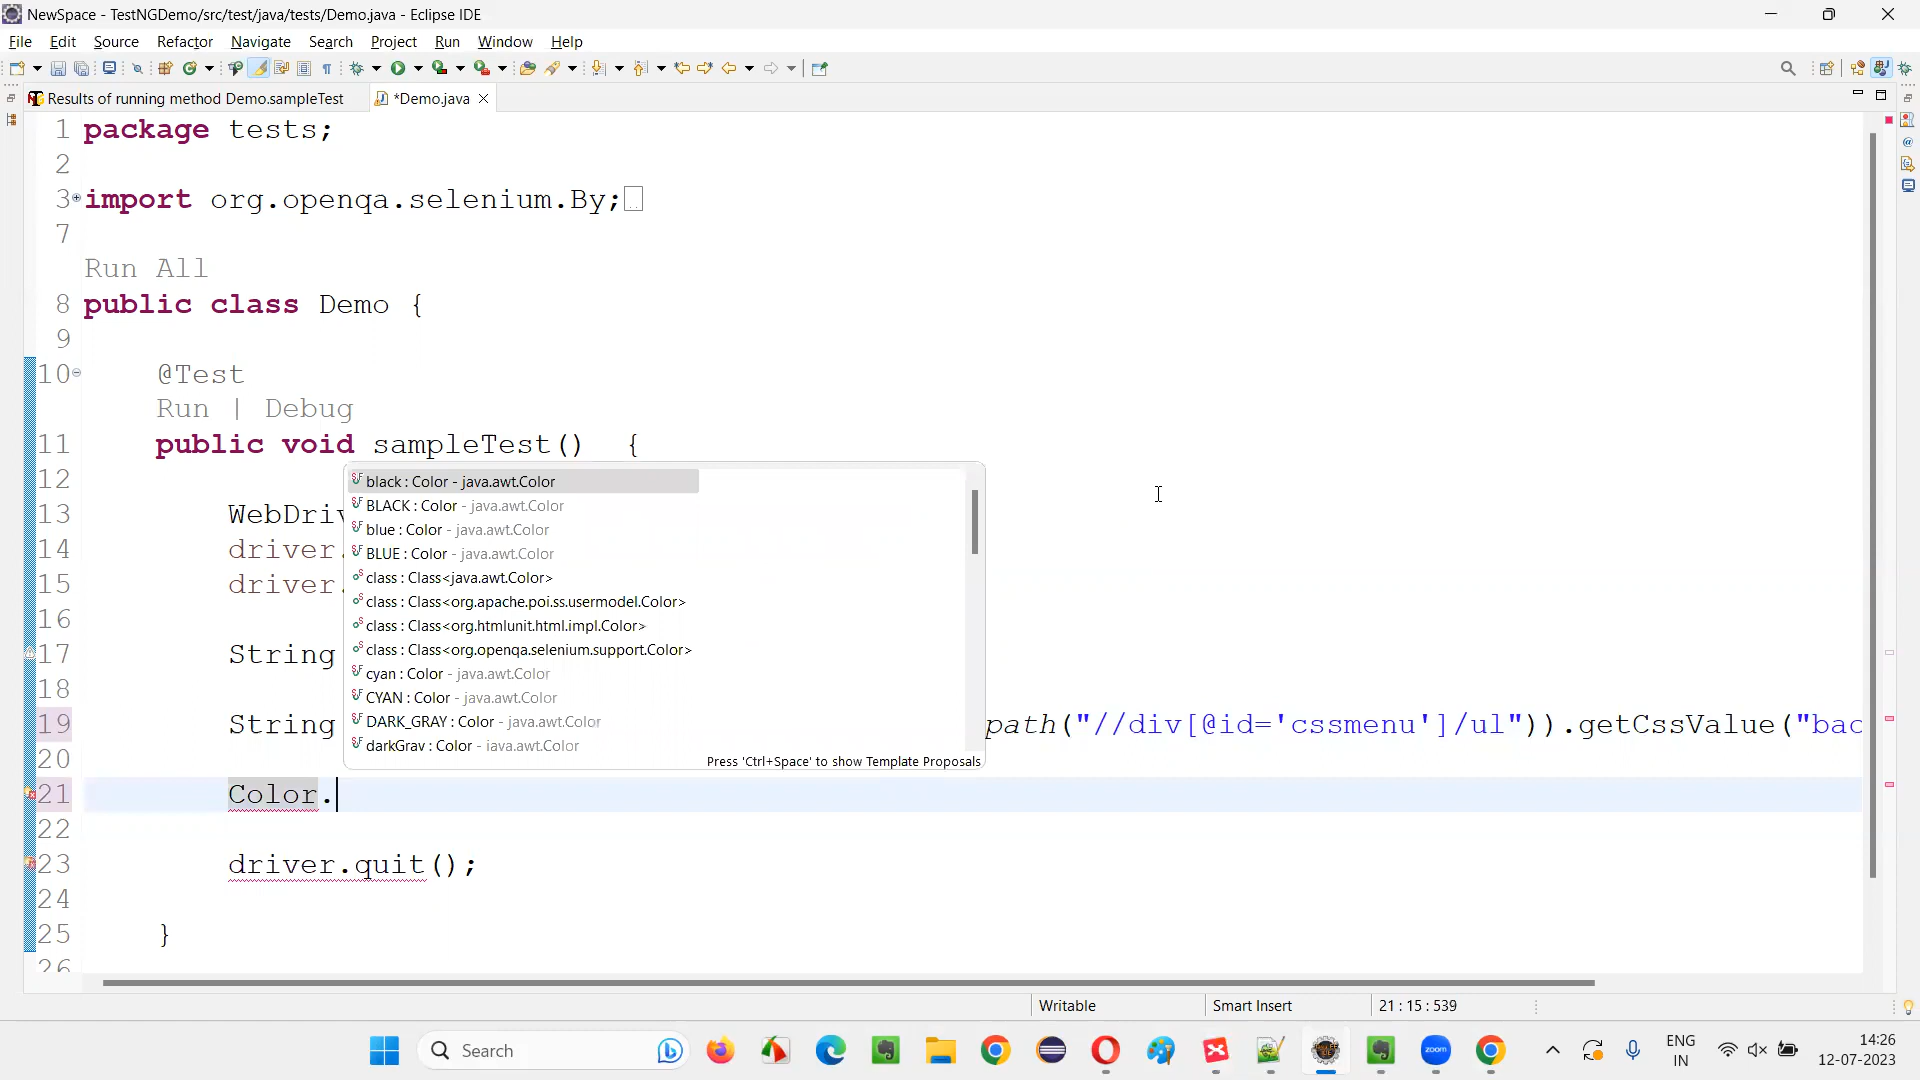 NewSpace - TestNGDemo/src/test/java/tests/Demo.java - Eclipse IDE
File Edit Source Refactor Navigate Search Project Run Window Help
Results of running method Demo.sampleTest *Demo.java
1 package tests;
2
3 import org.openqa.selenium.By;
7
Run All
8 public class Demo {
9
10 @Test
Run | Debug
11 public void sampleTest() {
12
13 WebDriv
14 driver.
15 driver.
16
17 String
18
19 String path("//div[@id='cssmenu']/ul")).getCssValue("bac
20
21 Color.
22
23 driver.quit();
24
25 }
26
black : Color - java.awt.Color
BLACK : Color - java.awt.Color
blue : Color - java.awt.Color
BLUE : Color - java.awt.Color
class : Class<java.awt.Color>
class : Class<org.apache.poi.ss.usermodel.Color>
class : Class<org.htmlunit.html.impl.Color>
class : Class<org.openqa.selenium.support.Color>
cyan : Color - java.awt.Color
CYAN : Color - java.awt.Color
DARK_GRAY : Color - java.awt.Color
darkGray : Color - java.awt.Color
Press 'Ctrl+Space' to show Template Proposals
Writable Smart Insert 21 : 15 : 539
Search zoom ENG IN 14:26
12-07-2023